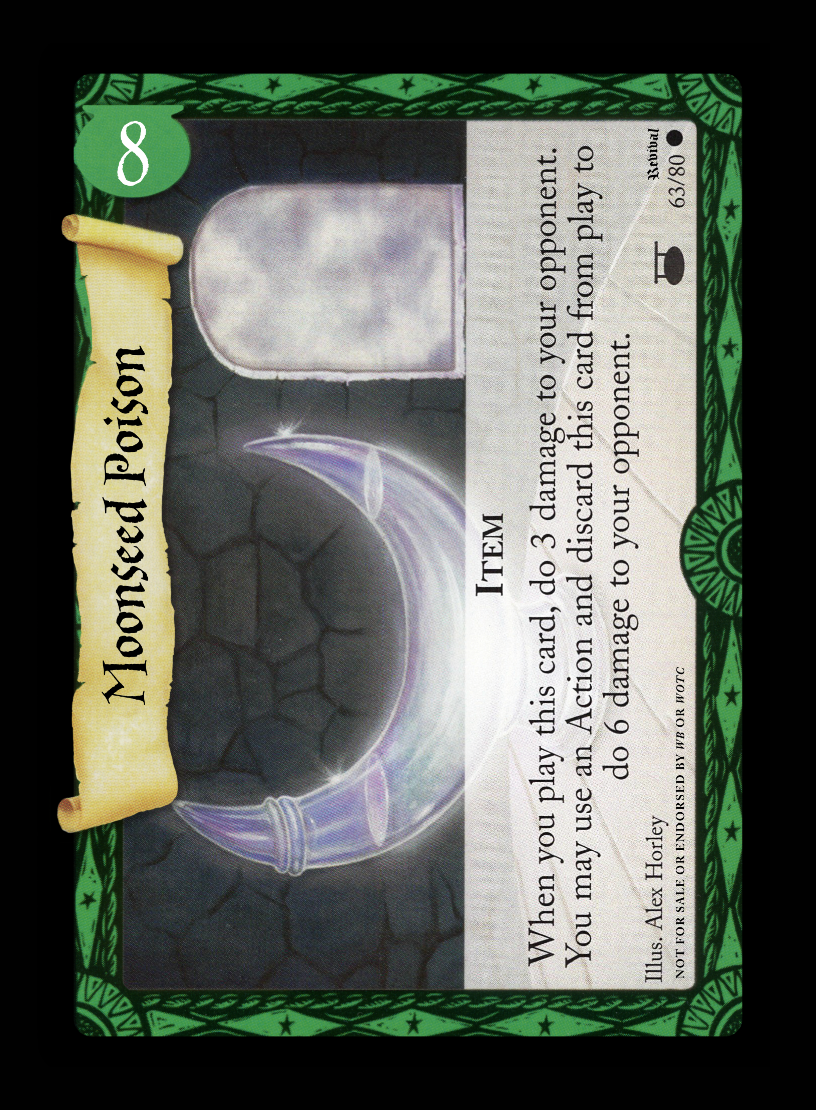 8
Moonseed Poison
ITEM
When you play this card, do 3 damage to your opponent.
You may use an Action and discard this card from play to
do 6 damage to your opponent.
Illus. Alex Horley
NOT FOR SALE OR ENDORSED BY WB OR WOTC
Revival
63/80